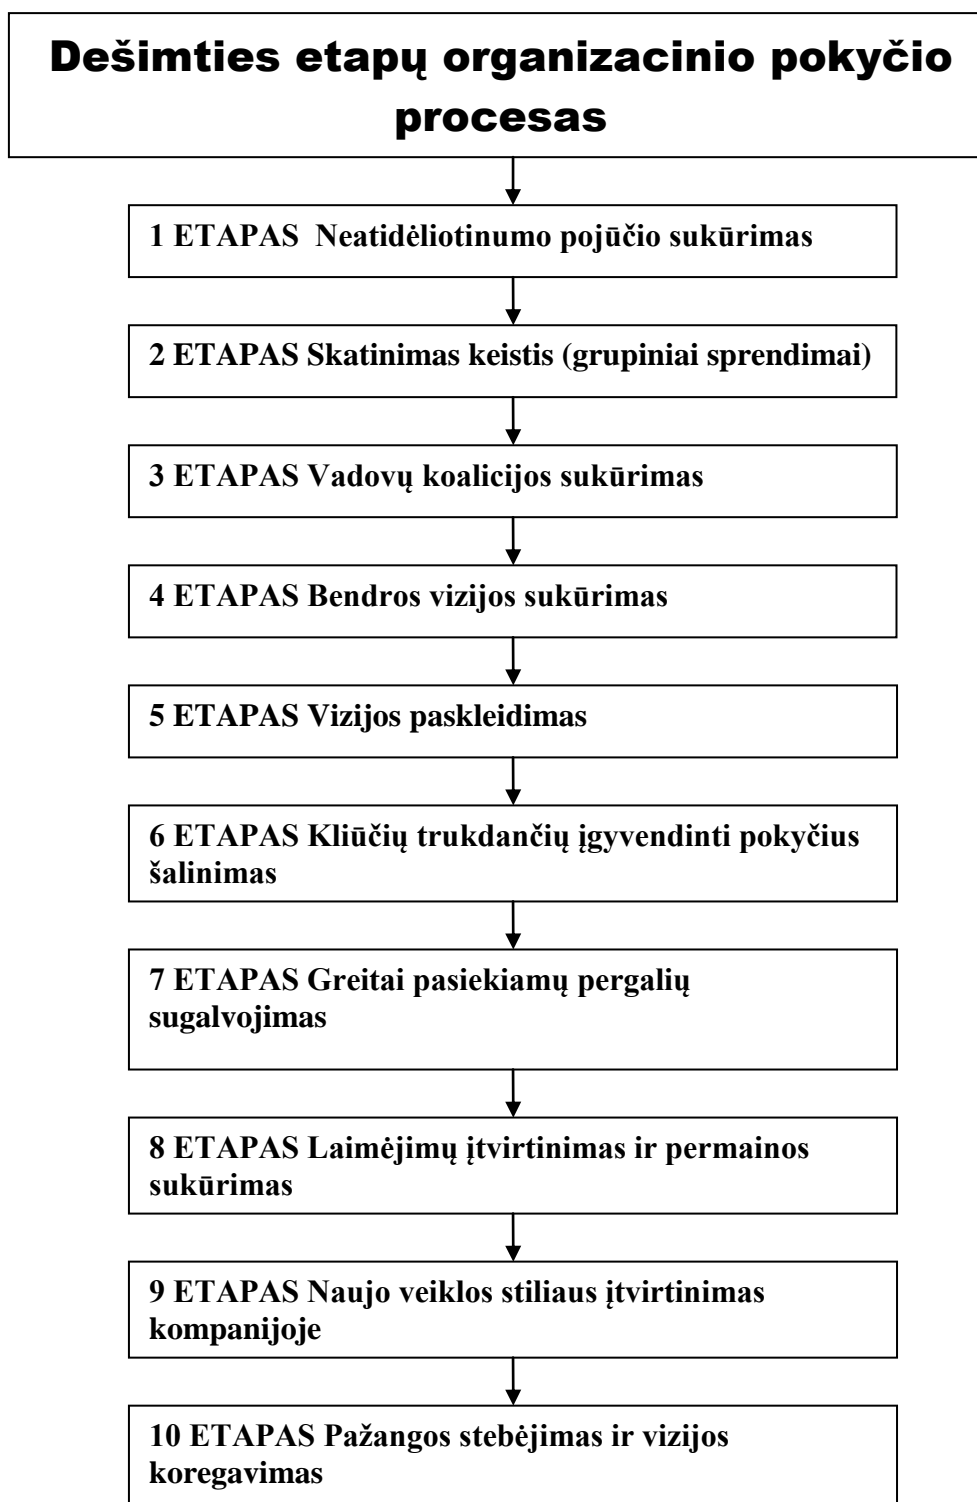 Dešimties etapų organizacinio pokyčio
procesas
1 ETAPAS  Neatidėliotinumo pojūčio sukūrimas
2 ETAPAS Skatinimas keistis (grupiniai sprendimai)
3 ETAPAS Vadovų koalicijos sukūrimas
4 ETAPAS Bendros vizijos sukūrimas
5 ETAPAS Vizijos paskleidimas
6 ETAPAS Kliūčių trukdančių įgyvendinti pokyčius
šalinimas
7 ETAPAS Greitai pasiekiamų pergalių
sugalvojimas
8 ETAPAS Laimėjimų įtvirtinimas ir permainos
sukūrimas
9 ETAPAS Naujo veiklos stiliaus įtvirtinimas
kompanijoje
10 ETAPAS Pažangos stebėjimas ir vizijos
koregavimas